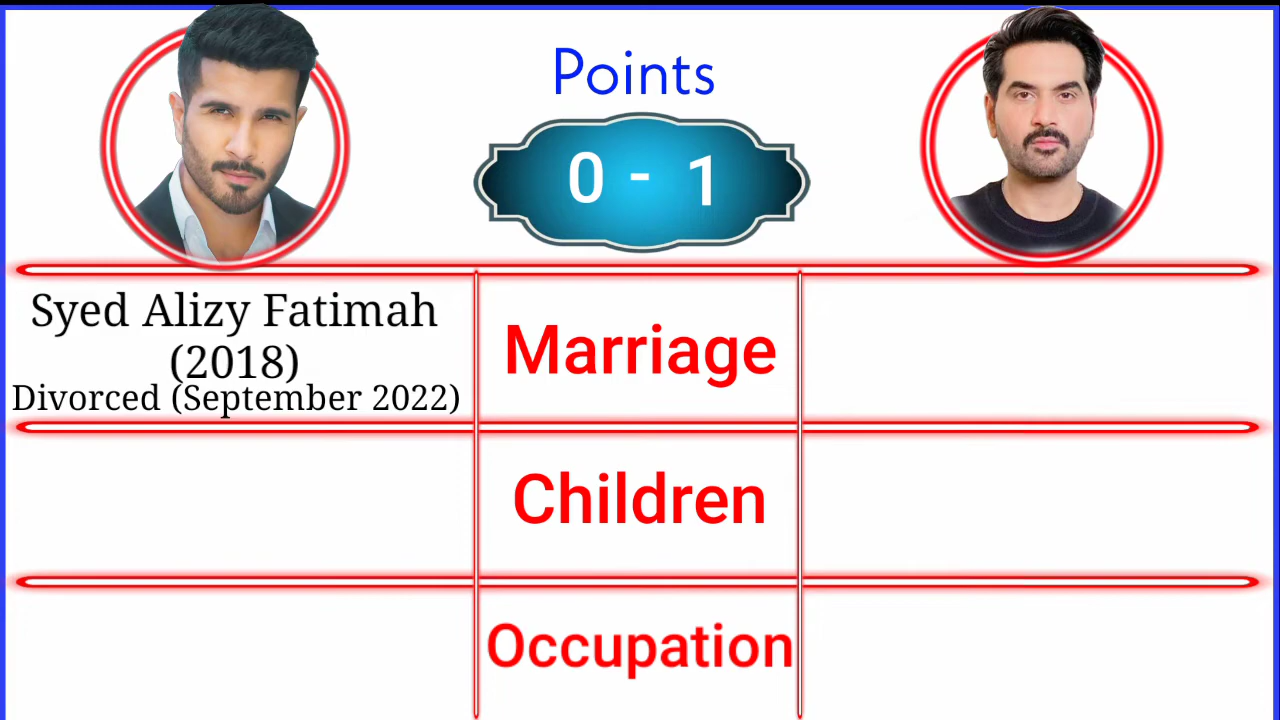 Points
0 - 1
Syed Alizy Fatimah
(2018)
Divorced (September 2022)
Marriage
Children
Occupation